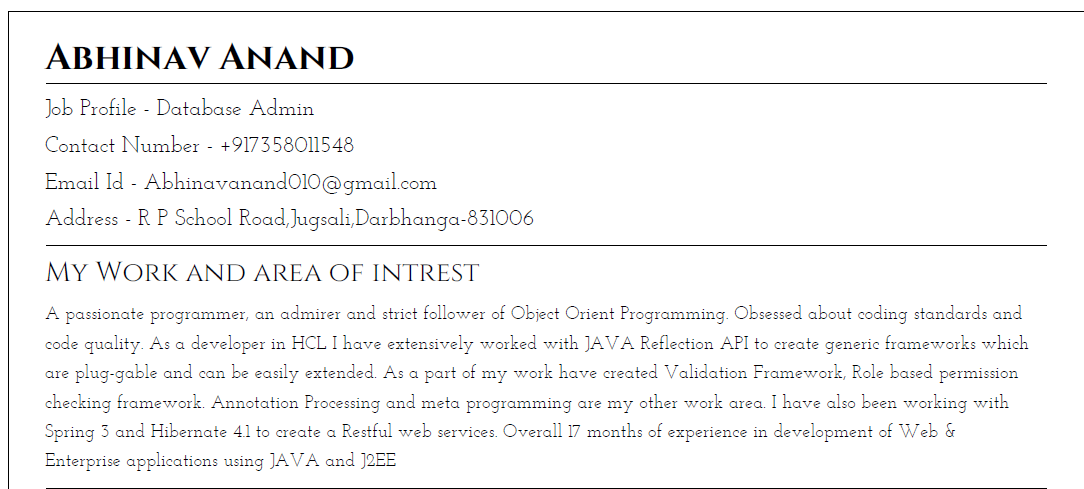 Abhinav Anand
Job Profile - Database Admin
Contact Number - +917358011548
Email Id - Abhinavanand010@gmail.com
Address - R P School Road,Jugsali,Darbhanga-831006
My Work and area of intrest
A passionate programmer, an admirer and strict follower of Object Orient Programming. Obsessed about coding standards and
code quality. As a developer in HCL I have extensively worked with JAVA Reflection API to create generic frameworks which
are plug-gable and can be easily extended. As a part of my work have created Validation Framework, Role based permission
checking framework. Annotation Processing and meta programming are my other work area. I have also been working with
Spring 3 and Hibernate 4.1 to create a Restful web services. Overall 17 months of experience in development of Web &
Enterprise applications using JAVA and J2EE